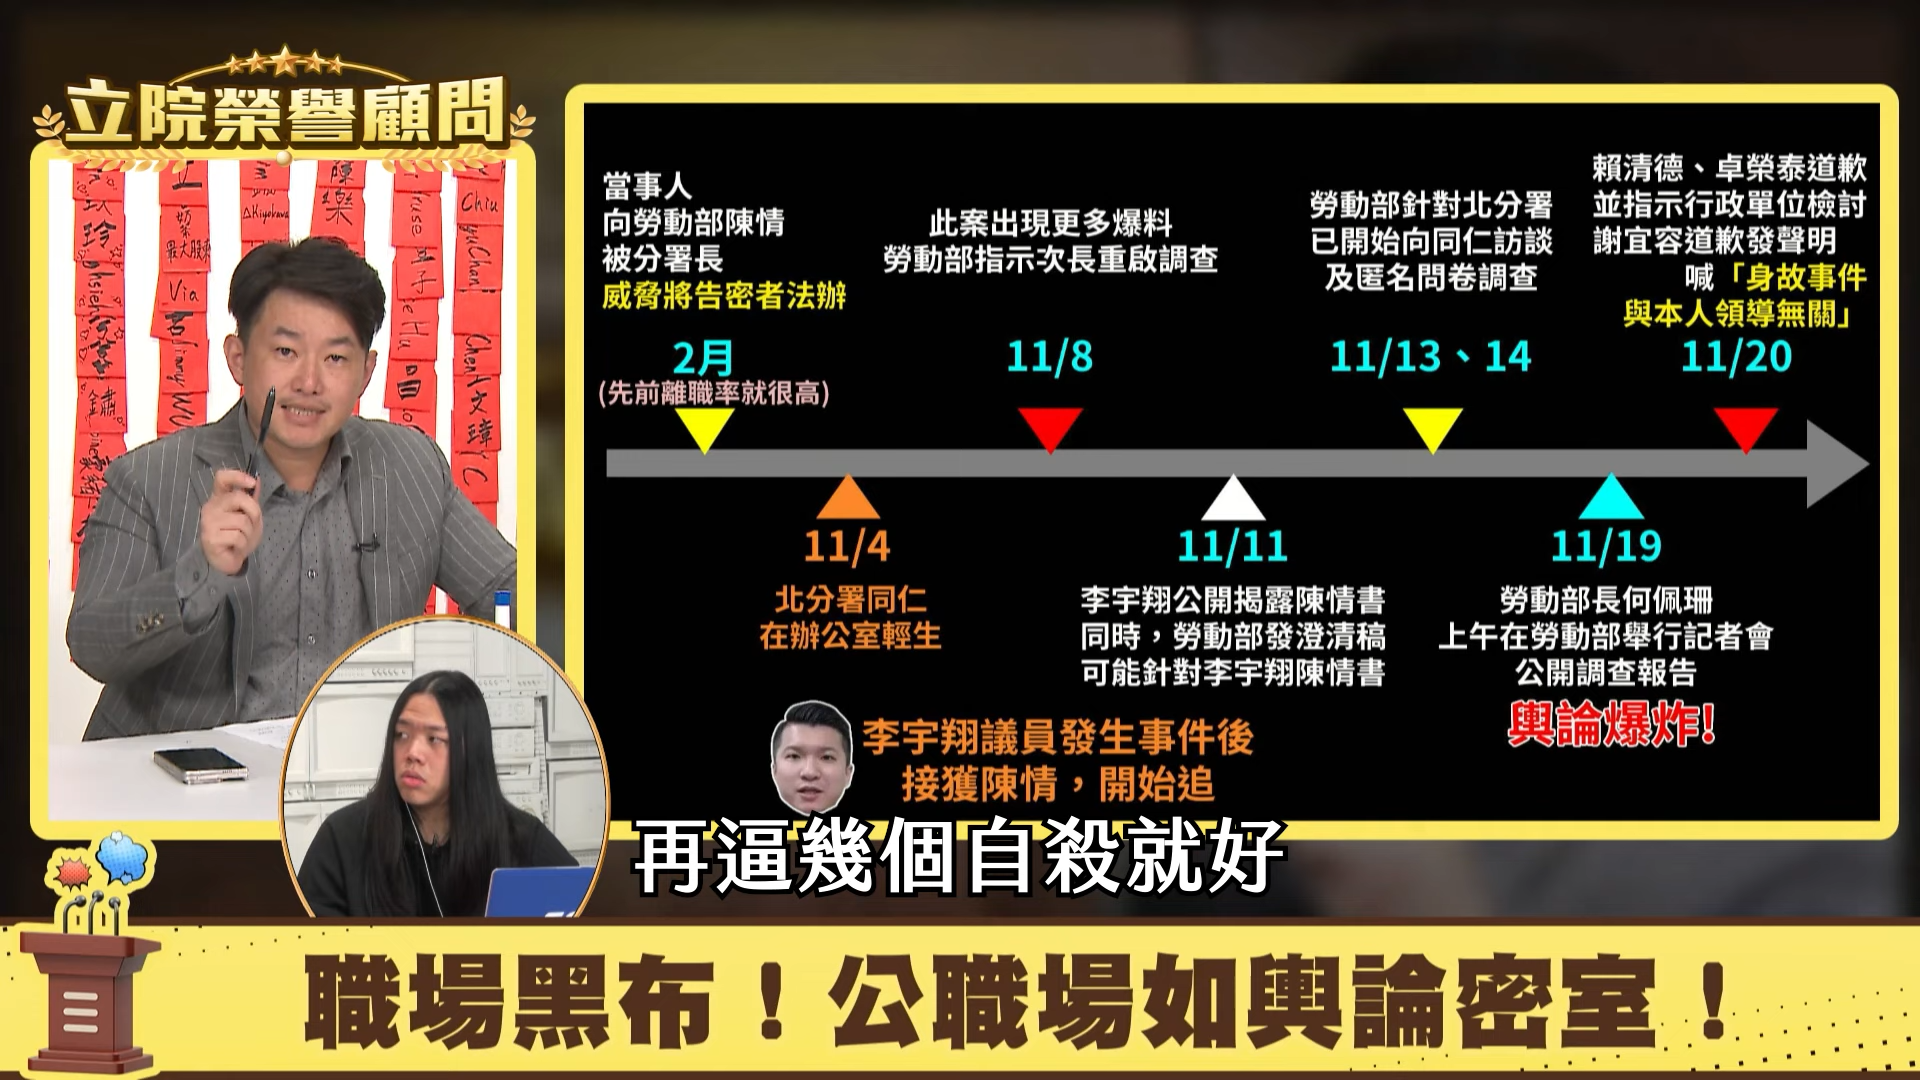 立院榮譽顧問
陳
樂
玲
最大股東
Via
Chiu
Chen
當事人
向勞動部陳情
被分署長
威脅將告密者法辦
2月
(先前離職率就很高)
此案出現更多爆料
勞動部指示次長重啟調查
11/8
勞動部針對北分署
已開始向同仁訪談
及匿名問卷調查
11/13、14
賴清德、卓榮泰道歉
並指示行政單位檢討
謝宜容道歉發聲明
喊「身故事件
與本人領導無關」
11/20
11/4
北分署同仁
在辦公室輕生
11/11
李宇翔公開揭露陳情書
同時，勞動部發澄清稿
可能針對李宇翔陳情書
11/19
勞動部長何佩珊
上午在勞動部舉行記者會
公開調查報告
輿論爆炸!
李宇翔議員發生事件後
接獲陳情，開始追
再逼幾個自殺就好
職場黑布！公職場如輿論密室！